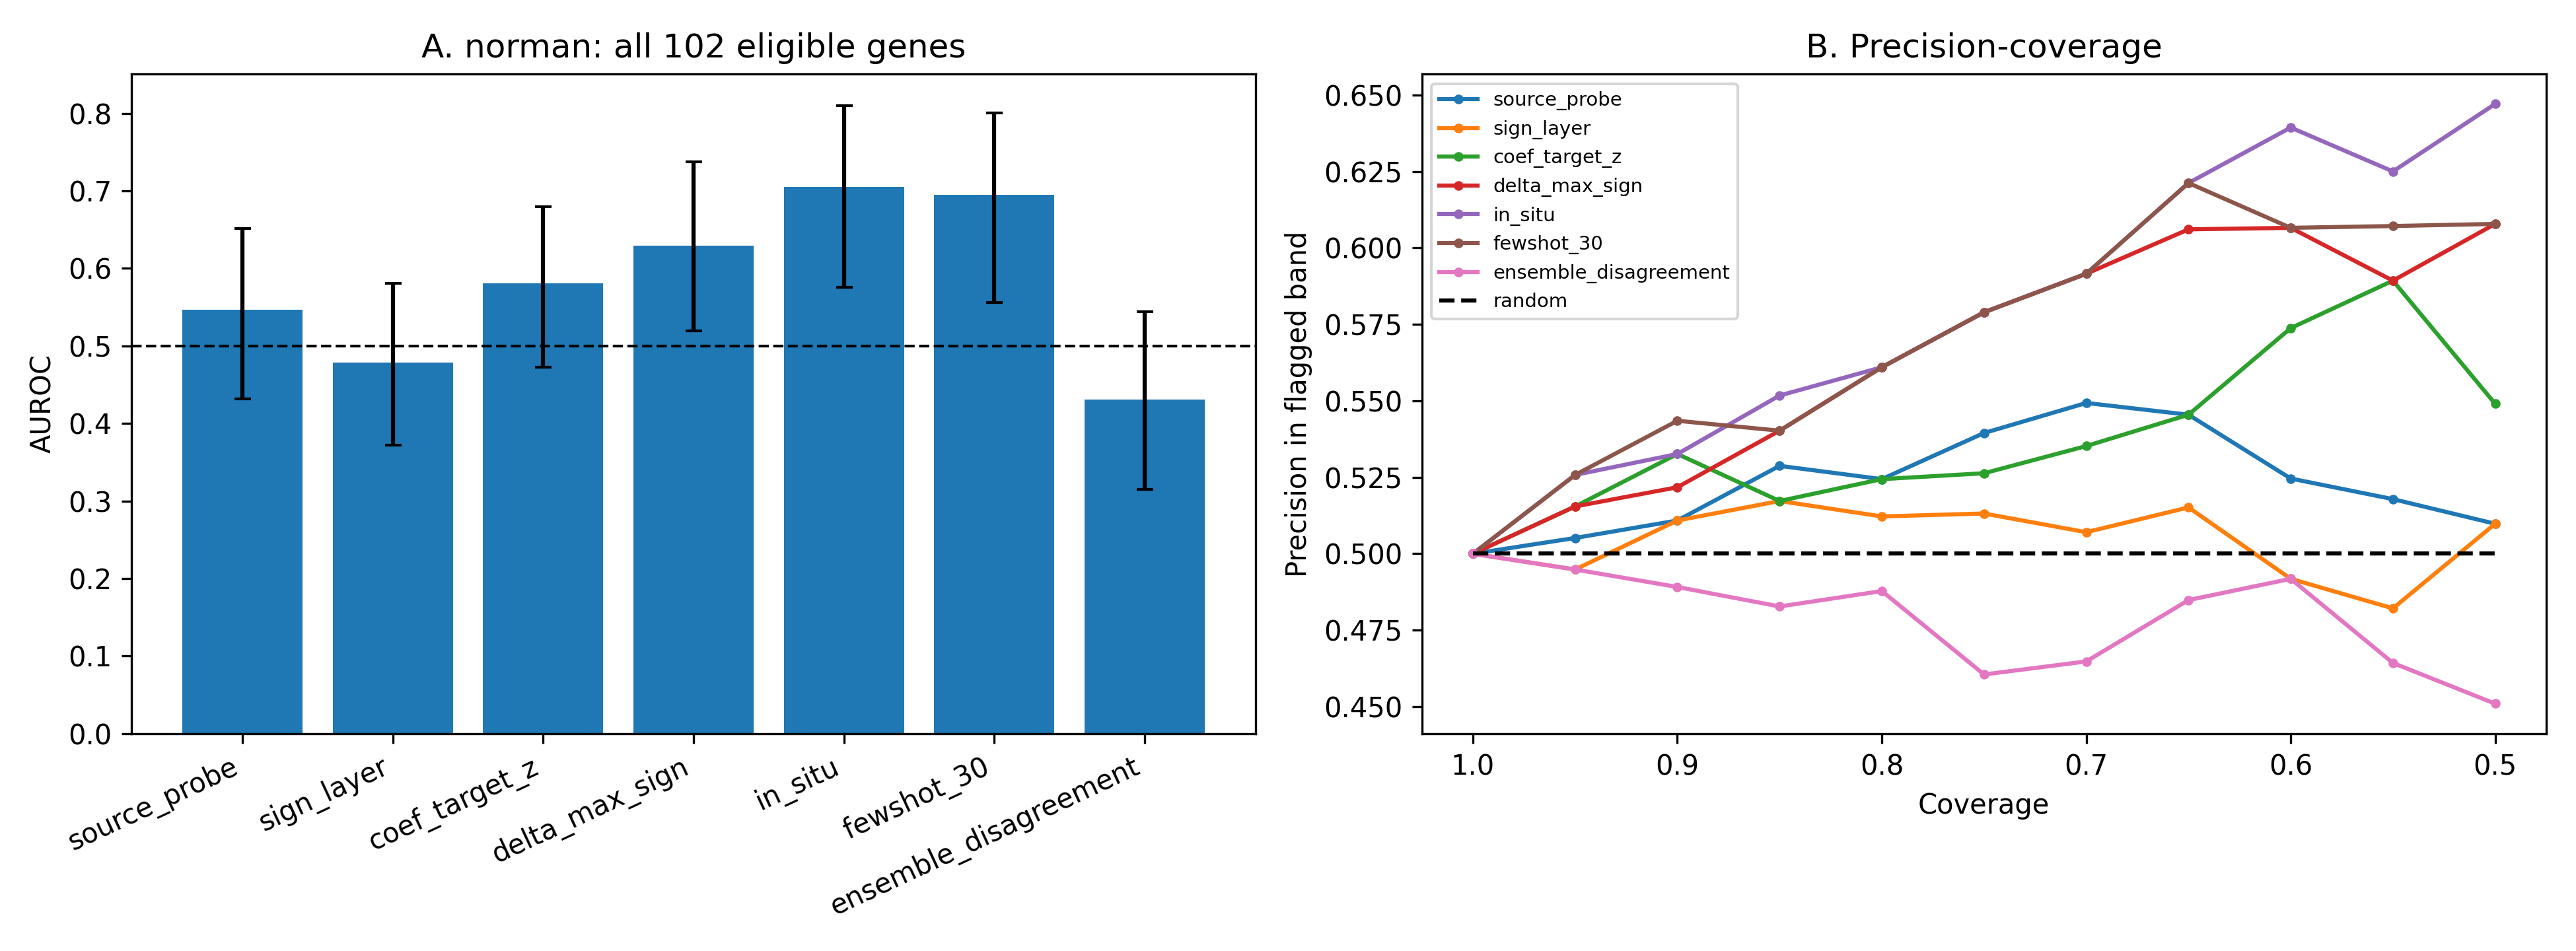 A. norman: all 102 eligible genes
AUROC
0.8
0.7
0.6
0.5
0.4
0.3
0.2
0.1
0.0
source_probe
sign_layer
coef_target_z
delta_max_sign
in_situ
fewshot_30
ensemble_disagreement
B. Precision-coverage
Precision in flagged band
0.650
0.625
0.600
0.575
0.550
0.525
0.500
0.475
0.450
source_probe
sign_layer
coef_target_z
delta_max_sign
in_situ
fewshot_30
ensemble_disagreement
random
1.0
0.9
0.8
0.7
0.6
0.5
Coverage